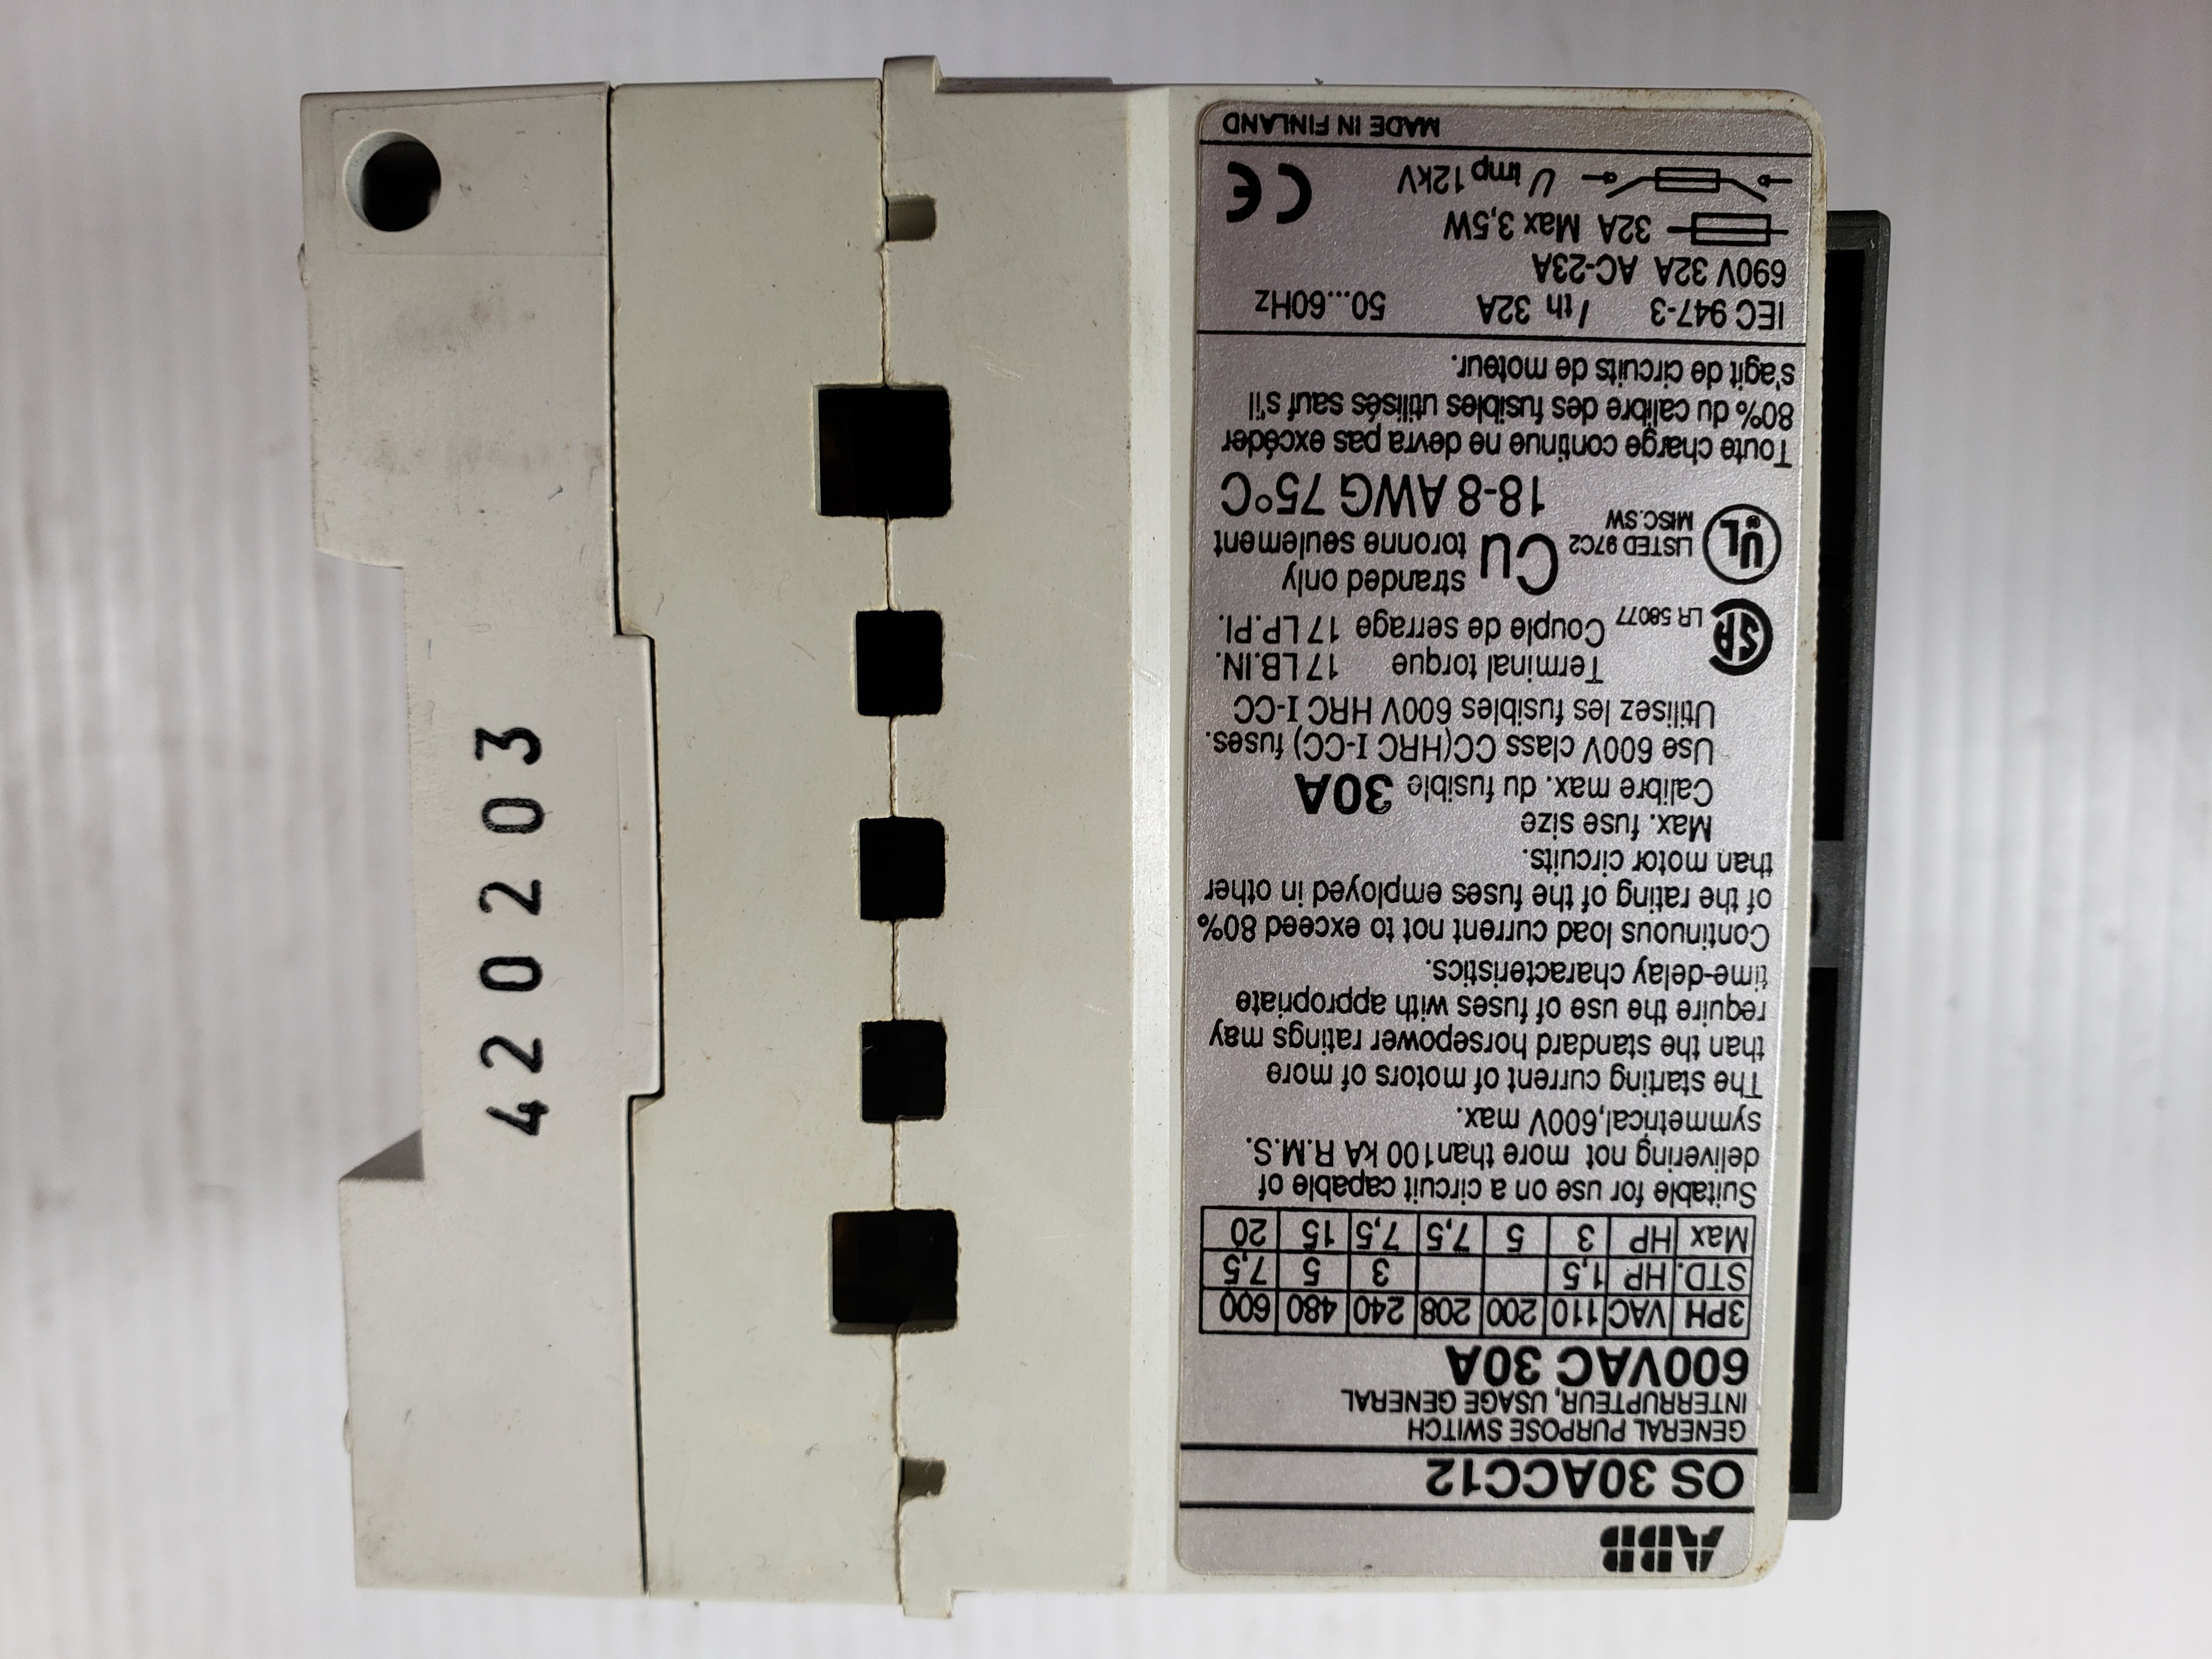 ABB
OS 30ACC12
GENERAL PURPOSE SWITCH
INTERRUPTEUR, USAGE GENERAL
600VAC 30A
3PH VAC 110 200 208 240 480 600
STD. HP 1,5 3 5 7,5
Max HP 3 5 7,5 7,5 15 20
Suitable for use on a circuit capable of
delivering not more than100 kA R.M.S.
symmetrical,600V max.
The starting current of motors of more
than the standard horsepower ratings may
require the use of fuses with appropriate
time-delay characteristics.
Continuous load current not to exceed 80%
of the rating of the fuses employed in other
than motor circuits.
Max. fuse size
Calibre max. du fusible 30A
Use 600V class CC(HRC I-CC) fuses.
Utilisez les fusibles 600V HRC I-CC
Terminal torque 17 LB.IN.
Couple de serrage 17 LP.PI.
SA LR 58077
stranded only
Cu toronne seulement
UL LISTED 97C2
MISC.SW
18-8 AWG 75°C
Toute charge continue ne devra pas excéder
80% du calibre des fusibles utilisés sauf s'il
s'agit de circuits de moteur.
IEC 947-3 Ith 32A 50...60Hz
690V 32A AC-23A
32A Max 3,5W
U imp 12kV
CE
MADE IN FINLAND
420203